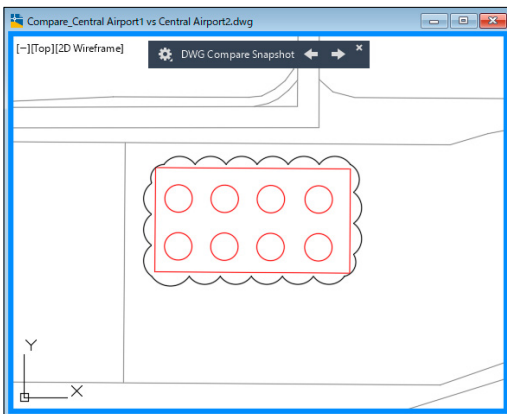 Compare_Central Airport1 vs Central Airport2.dwg
[−][Top][2D Wireframe]
DWG Compare Snapshot
Y
X